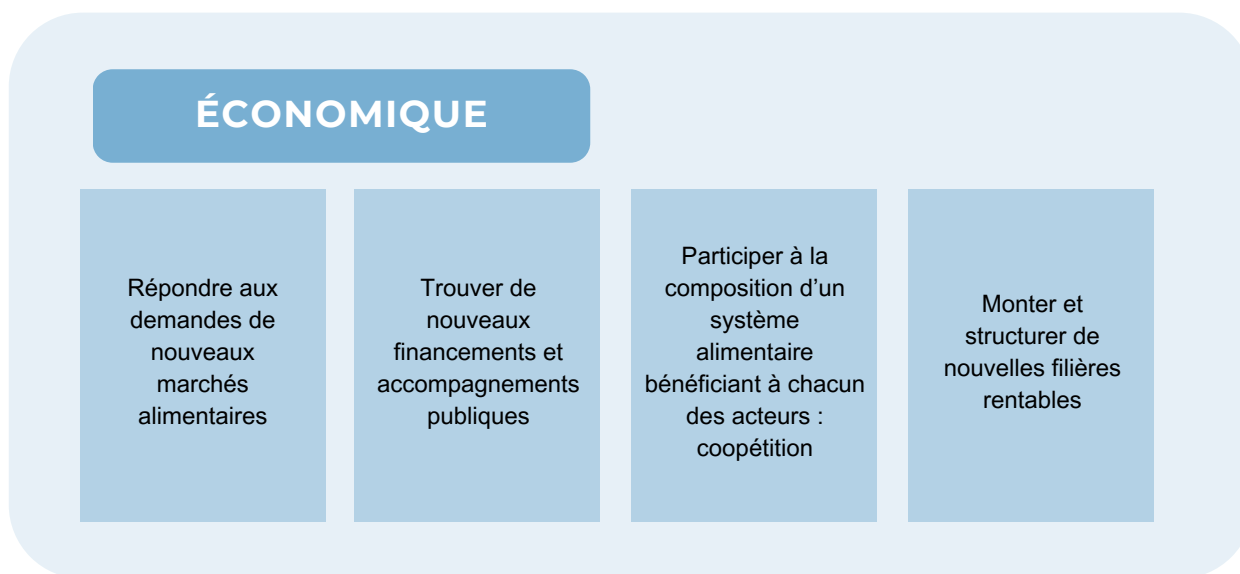 ÉCONOMIQUE
Répondre aux
demandes de
nouveaux
marchés
alimentaires
Trouver de
nouveaux
financements et
accompagnements
publiques
Participer à la
composition d’un
système
alimentaire
bénéficiant à chacun
des acteurs :
coopétition
Monter et
structurer de
nouvelles filières
rentables